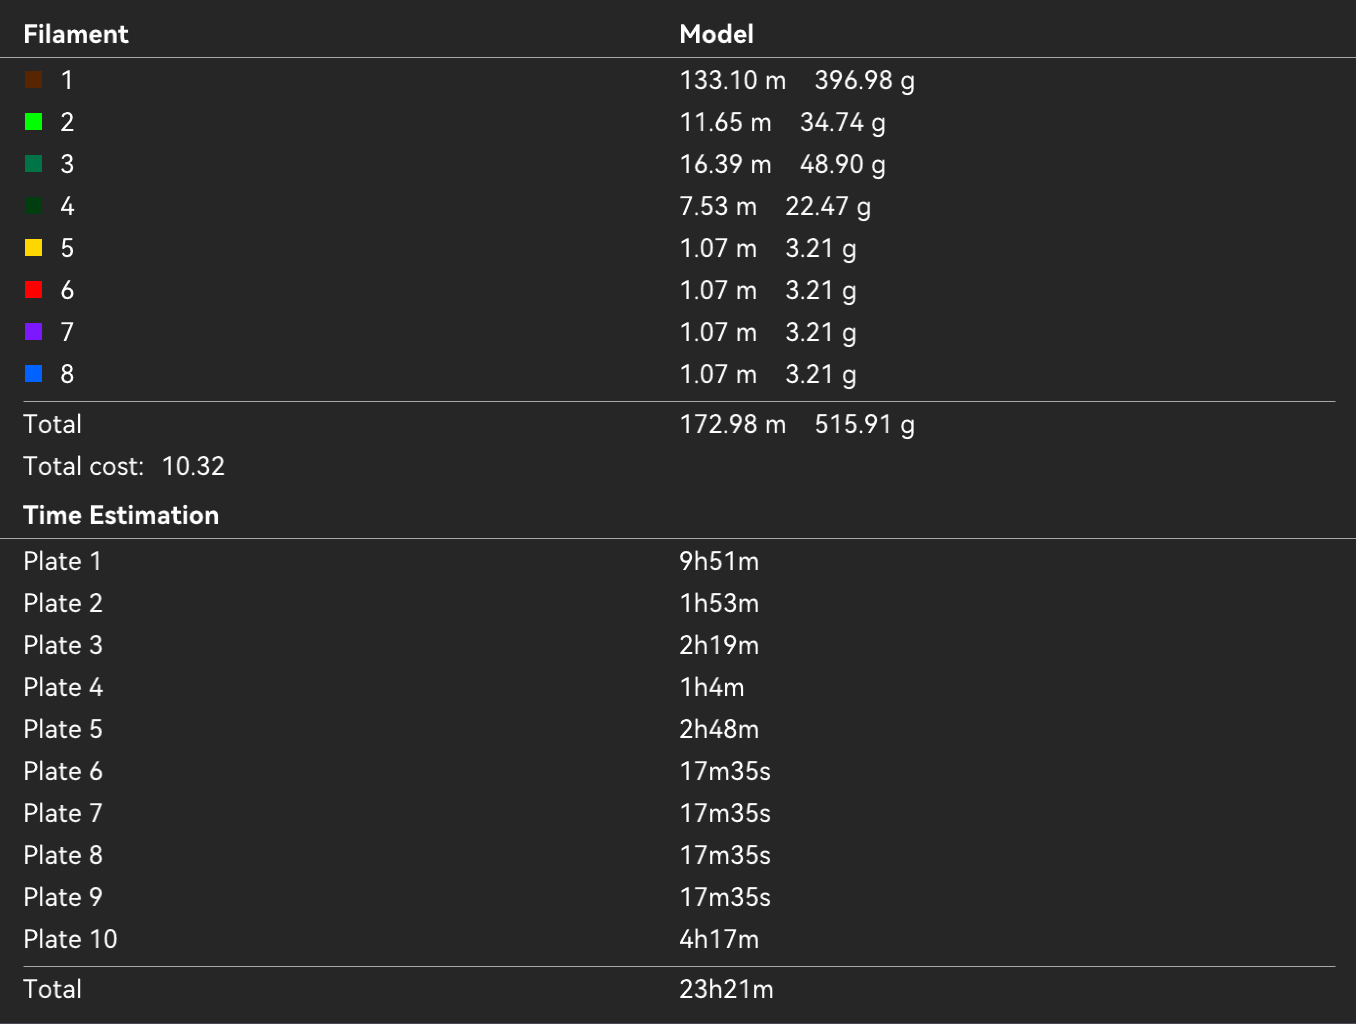 Filament Model
1 133.10 m 396.98 g
2 11.65 m 34.74 g
3 16.39 m 48.90 g
4 7.53 m 22.47 g
5 1.07 m 3.21 g
6 1.07 m 3.21 g
7 1.07 m 3.21 g
8 1.07 m 3.21 g
Total 172.98 m 515.91 g
Total cost: 10.32
Time Estimation
Plate 1 9h51m
Plate 2 1h53m
Plate 3 2h19m
Plate 4 1h4m
Plate 5 2h48m
Plate 6 17m35s
Plate 7 17m35s
Plate 8 17m35s
Plate 9 17m35s
Plate 10 4h17m
Total 23h21m